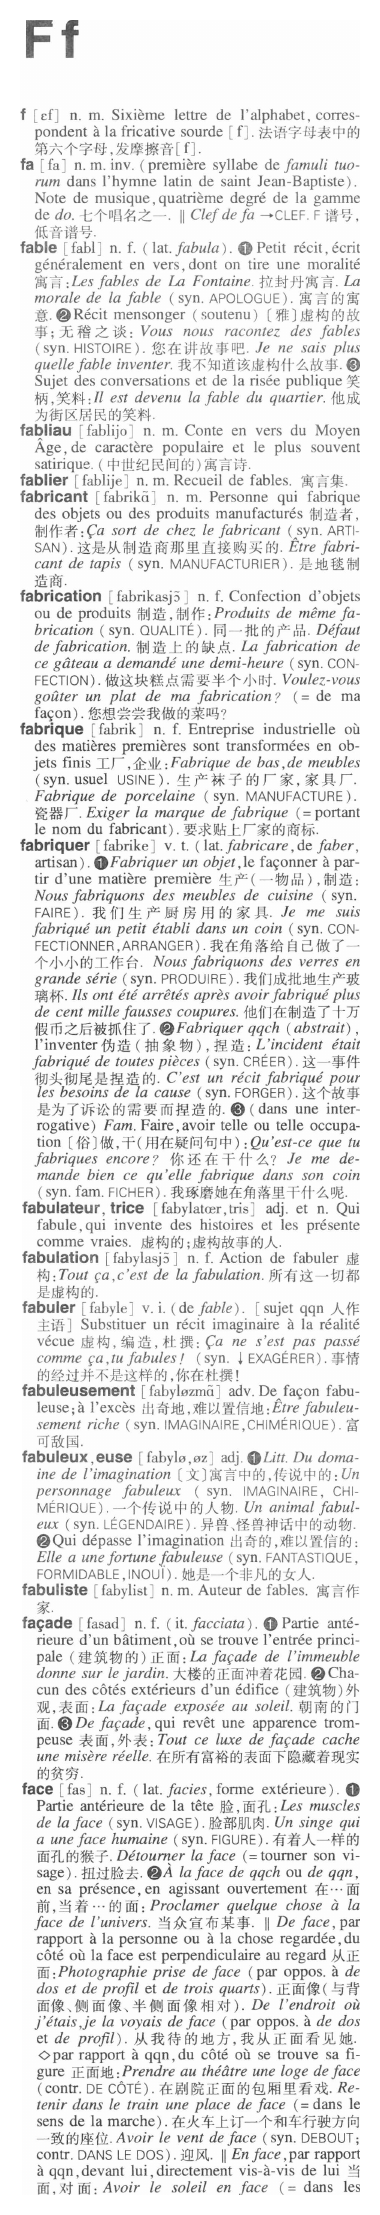 F f
f [ɛf] n. m. Sixième lettre de l'alphabet, corres-
pondent à la fricative sourde [f]. 法语字母表中的
第六个字母,发摩擦音[f].
fa [fa] n. m. inv. (première syllabe de famuli tuo-
rum dans l'hymne latin de saint Jean-Baptiste).
Note de musique, quatrième degré de la gamme
de do. 七个唱名之一. ‖ Clef de fa →CLEF. F 谱号,
低音谱号.
fable [fabl] n. f. (lat. fabula). ❶ Petit récit, écrit
généralement en vers, dont on tire une moralité
寓言:Les fables de La Fontaine. 拉封丹寓言. La
morale de la fable (syn. APOLOGUE). 寓言的寓
意. ❷ Récit mensonger (soutenu) 〔雅〕虚构的故
事;无稽之谈: Vous nous racontez des fables
(syn. HISTOIRE). 您在讲故事吧. Je ne sais plus
quelle fable inventer. 我不知道该虚构什么故事. ❸
Sujet des conversations et de la risée publique 笑
柄,笑料:Il est devenu la fable du quartier. 他成
为街区居民的笑料.
fabliau [fablijo] n. m. Conte en vers du Moyen
Âge, de caractère populaire et le plus souvent
satirique. (中世纪民间的)寓言诗.
fablier [fablije] n. m. Recueil de fables. 寓言集.
fabricant [fabrikɑ̃] n. m. Personne qui fabrique
des objets ou des produits manufacturés 制造者,
制作者:Ça sort de chez le fabricant (syn. ARTI-
SAN). 这是从制造商那里直接购买的. Être fabri-
cant de tapis (syn. MANUFACTURIER). 是地毯制
造商.
fabrication [fabrikasjɔ̃] n. f. Confection d'objets
ou de produits 制造,制作:Produits de même fa-
brication (syn. QUALITÉ). 同一批的产品. Défaut
de fabrication. 制造上的缺点. La fabrication de
ce gâteau a demandé une demi-heure (syn. CON-
FECTION). 做这块糕点需要半个小时. Voulez-vous
goûter un plat de ma fabrication? (= de ma
façon). 您想尝尝我做的菜吗?
fabrique [fabrik] n. f. Entreprise industrielle où
des matières premières sont transformées en ob-
jets finis 工厂,企业:Fabrique de bas, de meubles
(syn. usuel USINE). 生产袜子的厂家,家具厂.
Fabrique de porcelaine (syn. MANUFACTURE).
瓷器厂. Exiger la marque de fabrique (= portant
le nom du fabricant). 要求贴上厂家的商标.
fabriquer [fabrike] v. t. (lat. fabricare, de faber,
artisan). ❶ Fabriquer un objet, le façonner à par-
tir d'une matière première 生产(一物品),制造:
Nous fabriquons des meubles de cuisine (syn.
FAIRE). 我们生产厨房用的家具. Je me suis
fabriqué un petit établi dans un coin (syn. CON-
FECTIONNER, ARRANGER). 我在角落给自己做了一
个小小的工作台. Nous fabriquons des verres en
grande série (syn. PRODUIRE). 我们成批地生产玻
璃杯. Ils ont été arrêtés après avoir fabriqué plus
de cent mille fausses coupures. 他们在制造了十万
假币之后被抓住了. ❷ Fabriquer qqch (abstrait),
l'inventer 伪造(抽象物),捏造: L'incident était
fabriqué de toutes pièces (syn. CRÉER). 这一事件
彻头彻尾是捏造的. C'est un récit fabriqué pour
les besoins de la cause (syn. FORGER). 这个故事
是为了诉讼的需要而捏造的. ❸ (dans une inter-
rogative) Fam. Faire, avoir telle ou telle occupa-
tion 〔俗〕做,干(用在疑问句中):Qu'est-ce que tu
fabriques encore? 你还在干什么? Je me de-
mande bien ce qu'elle fabrique dans son coin
(syn. fam. FICHER). 我琢磨她在角落里干什么呢.
fabulateur, trice [fabylatœr, tris] adj. et n. Qui
fabule, qui invente des histoires et les présente
comme vraies. 虚构的;虚构故事的人.
fabulation [fabylasjɔ̃] n. f. Action de fabuler 虚
构:Tout ça, c'est de la fabulation. 所有这一切都
是虚构的.
fabuler [fabyle] v. i. (de fable). [sujet qqn 人作
主语] Substituer un récit imaginaire à la réalité
vécue 虚构,编造,杜撰: Ça ne s'est pas passé
comme ça, tu fabules! (syn. ↓EXAGÉRER). 事情
的经过并不是这样的,你在杜撰!
fabuleusement [fabyløzmɑ̃] adv. De façon fabu-
leuse; à l'excès 出奇地,难以置信地:Être fabuleu-
sement riche (syn. IMAGINAIRE, CHIMÉRIQUE). 富
可敌国.
fabuleux, euse [fabylø, øz] adj. ❶ Litt. Du doma-
ine de l'imagination 〔文〕寓言中的,传说中的:Un
personnage fabuleux (syn. IMAGINAIRE, CHI-
MÉRIQUE). 一个传说中的人物. Un animal fabul-
eux (syn. LÉGENDAIRE). 异兽、怪兽神话中的动物.
❷ Qui dépasse l'imagination 出奇的,难以置信的:
Elle a une fortune fabuleuse (syn. FANTASTIQUE,
FORMIDABLE, INOUÏ). 她是一个非凡的女人.
fabuliste [fabylist] n. m. Auteur de fables. 寓言作
家.
façade [fasad] n. f. (it. facciata). ❶ Partie anté-
rieure d'un bâtiment, où se trouve l'entrée princi-
pale (建筑物的)正面:La façade de l'immeuble
donne sur le jardin. 大楼的正面冲着花园. ❷ Cha-
cun des côtés extérieurs d'un édifice (建筑物)外
观,表面:La façade exposée au soleil. 朝南的门
面. ❸ De façade, qui revêt une apparence trom-
peuse 表面,外表:Tout ce luxe de façade cache
une misère réelle. 在所有富裕的表面下隐藏着现实
的贫穷.
face [fas] n. f. (lat. facies, forme extérieure). ❶
Partie antérieure de la tête 脸,面孔:Les muscles
de la face (syn. VISAGE). 脸部肌肉. Un singe qui
a une face humaine (syn. FIGURE). 有着人一样的
面孔的猴子. Détourner la face (= tourner son vi-
sage). 扭过脸去. ❷ À la face de qqch ou de qqn,
en sa présence, en agissant ouvertement 在…面
前,当着…的面:Proclamer quelque chose à la
face de l'univers. 当众宣布某事. ‖ De face, par
rapport à la personne ou à la chose regardée, du
côté où la face est perpendiculaire au regard 从正
面:Photographie prise de face (par oppos. à de
dos et de profil et de trois quarts). 正面像(与背
面像、侧面像、半侧面像相对). De l'endroit où
j'étais, je la voyais de face (par oppos. à de dos
et de profil). 从我待的地方,我从正面看见她.
◇par rapport à qqn, du côté où se trouve sa fi-
gure 正面地:Prendre au théâtre une loge de face
(contr. DE CÔTÉ). 在剧院正面的包厢里看戏. Re-
tenir dans le train une place de face (= dans le
sens de la marche). 在火车上订一个和车行驶方向
一致的座位. Avoir le vent de face (syn. DEBOUT;
contr. DANS LE DOS). 迎风. ‖ En face, par rapport
à qqn, devant lui, directement vis-à-vis de lui 当
面,对面: Avoir le soleil en face (= dans les